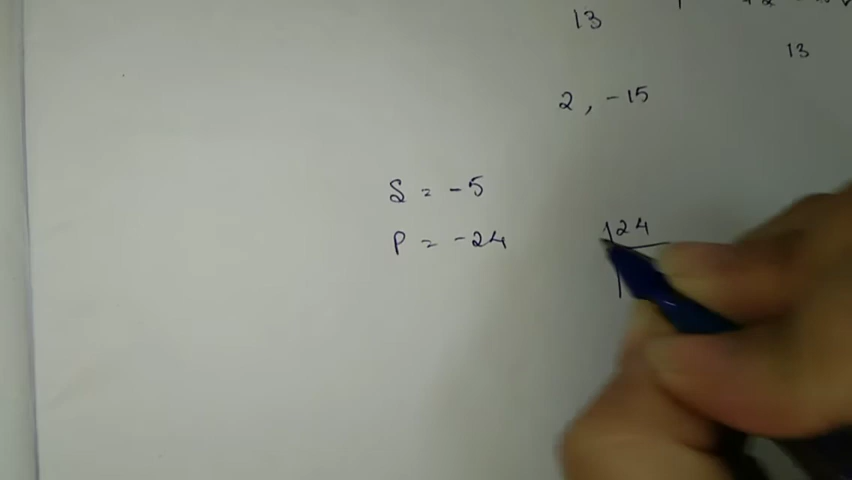 13
13
2, -15
S = -5
P = -24
24